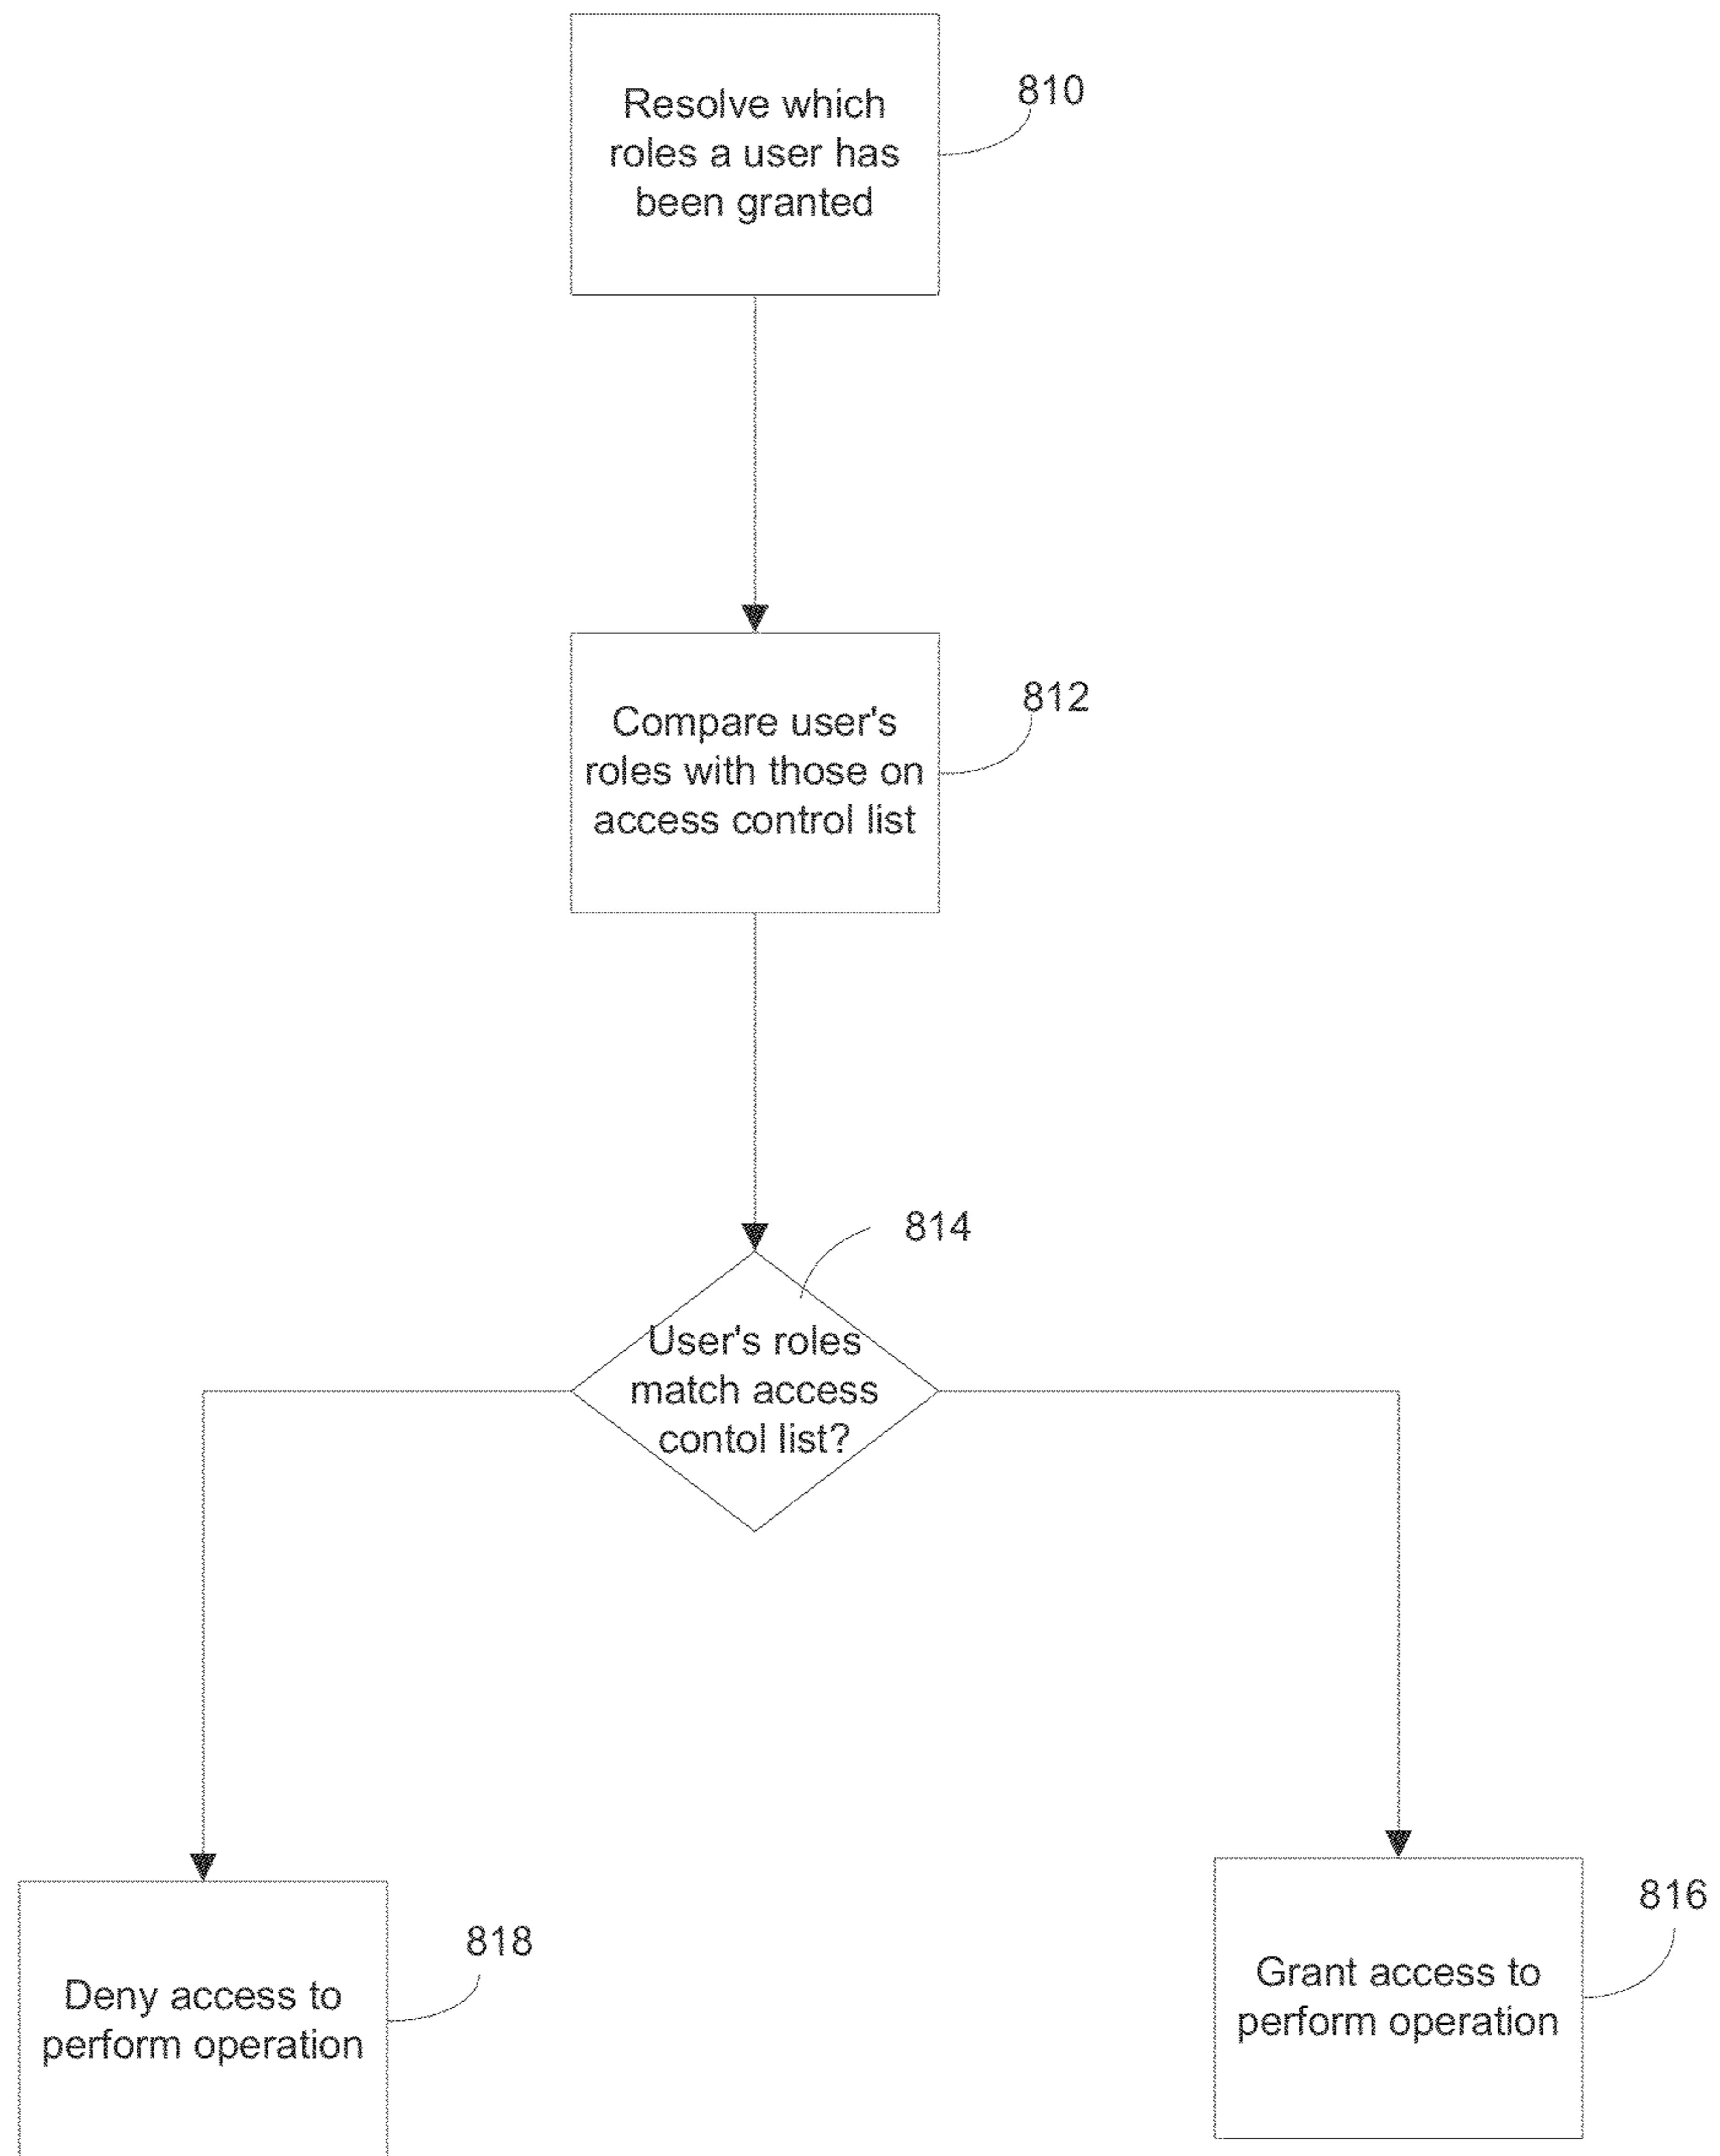 Resolve which
roles a user has
been granted
810
Compare user's
roles with those on
access control list
812
814
User's roles
match access
contol list?
818
Deny access to
perform operation
816
Grant access to
perform operation